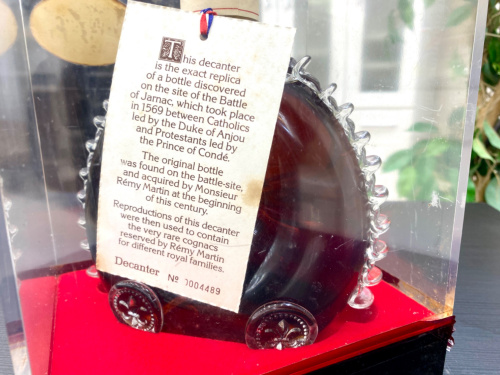 This decanter
is the exact replica
of a bottle discovered
on the site of the Battle
of Jarnac, which took place
in 1569 between Catholics
led by the Duke of Anjou
and Protestants led by
the Prince of Condé.
The original bottle
was found on the battle-site,
and acquired by Monsieur
Rémy Martin at the beginning
of this century.
Reproductions of this decanter
were then used to contain
the very rare cognacs
reserved by Rémy Martin
for different royal families.
Decanter Nº 1004489